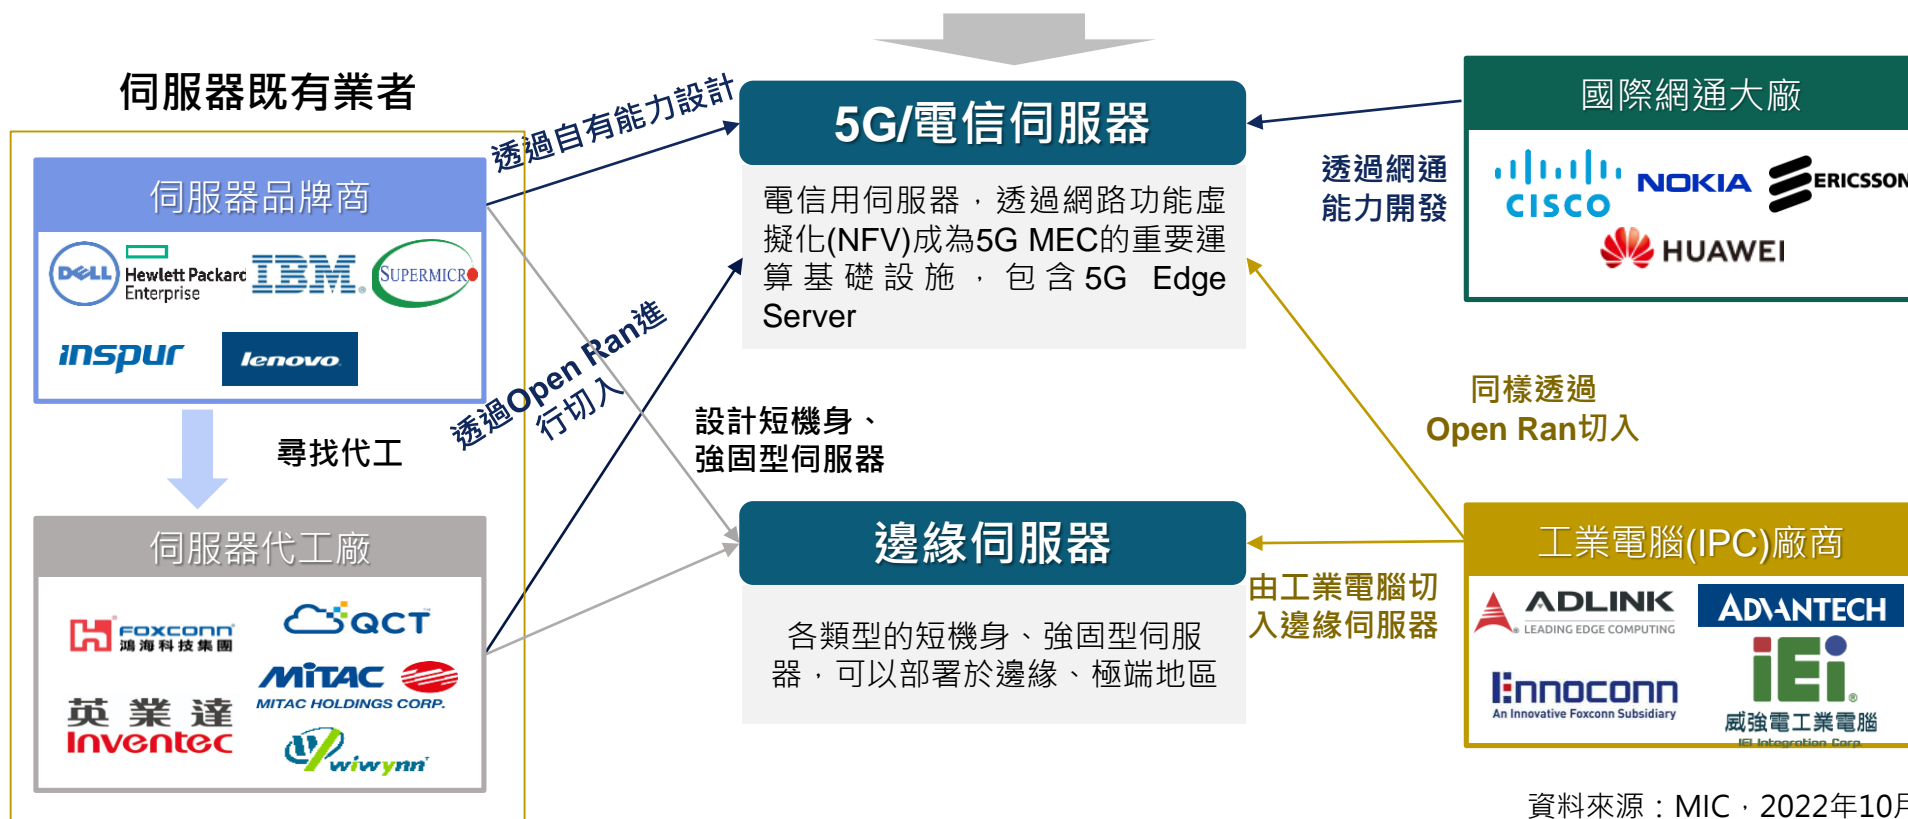 伺服器既有業者
伺服器品牌商
DELL
Hewlett Packard
Enterprise
IBM
SUPERMICRO
inspur
lenovo
尋找代工
伺服器代工廠
FOXCONN
鴻海科技集團
QCT
MiTAC
MITAC HOLDINGS CORP.
英業達
Inventec
wiwynn
透過自有能力設計
透過Open Ran進
行切入
設計短機身、
強固型伺服器
5G/電信伺服器
電信用伺服器，透過網路功能虛
擬化(NFV)成為5G MEC的重要運
算基礎設施，包含5G Edge
Server
邊緣伺服器
各類型的短機身、強固型伺服
器，可以部署於邊緣、極端地區
透過網通
能力開發
同樣透過
Open Ran切入
由工業電腦切
入邊緣伺服器
國際網通大廠
CISCO
NOKIA
ERICSSON
HUAWEI
工業電腦(IPC)廠商
ADLINK
LEADING EDGE COMPUTING
ADVANTECH
Ennoconn
An Innovative Foxconn Subsidiary
iEi
威強電工業電腦
IEI Integration Corp.
資料來源：MIC，2022年10月